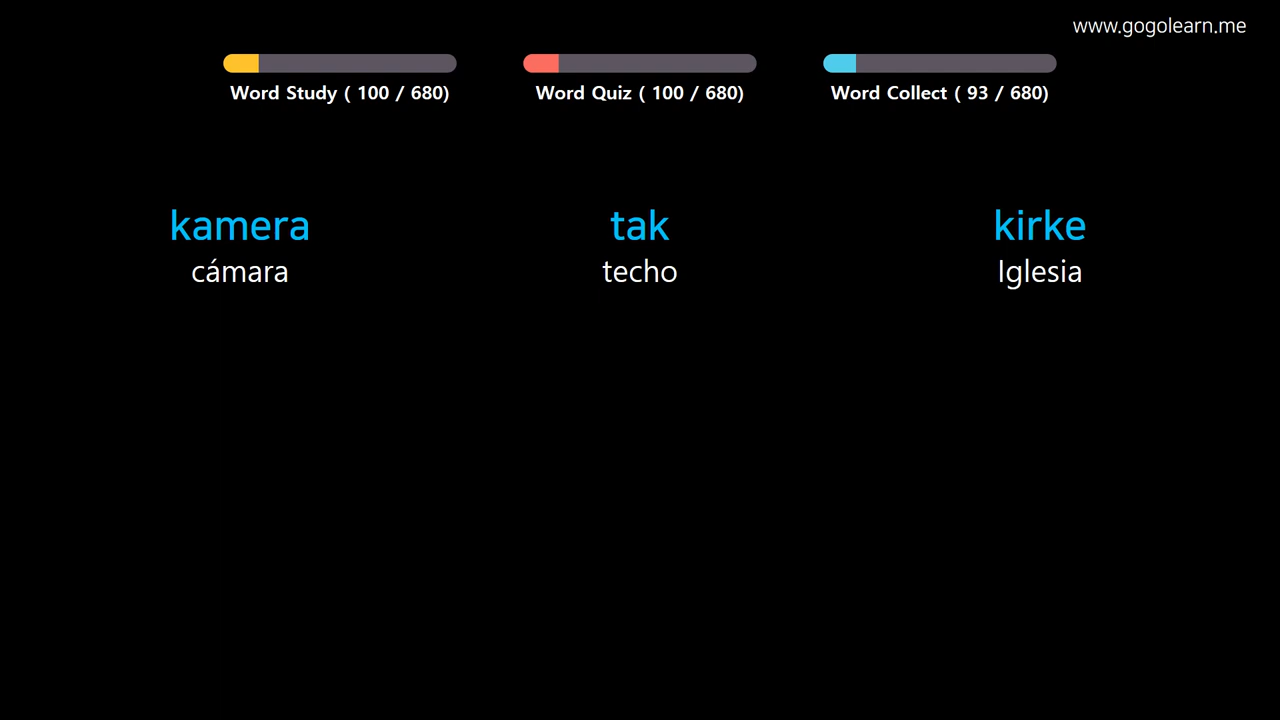 www.gogolearn.me
Word Study ( 100 / 680)
Word Quiz ( 100 / 680)
Word Collect ( 93 / 680)
kamera
cámara
tak
techo
kirke
Iglesia